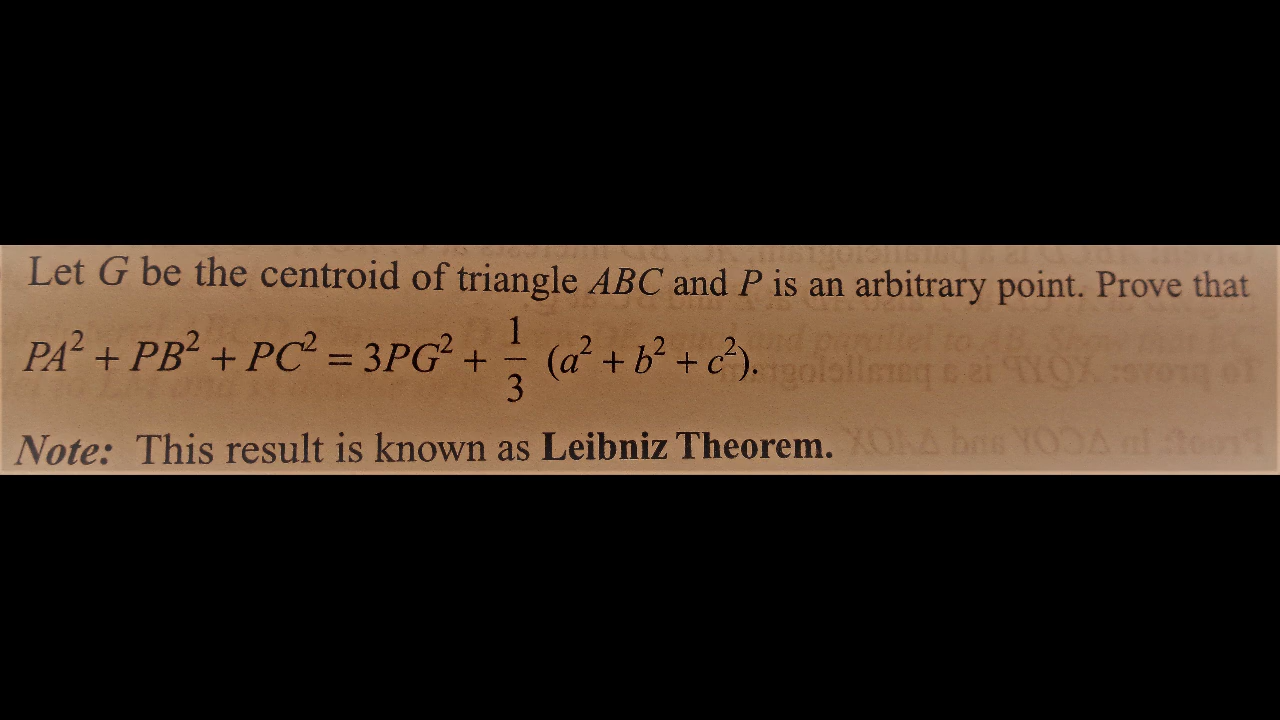 Let G be the centroid of triangle ABC and P is an arbitrary point. Prove that
PA² + PB² + PC² = 3PG² + 1/3 (a² + b² + c²).
Note: This result is known as Leibniz Theorem.